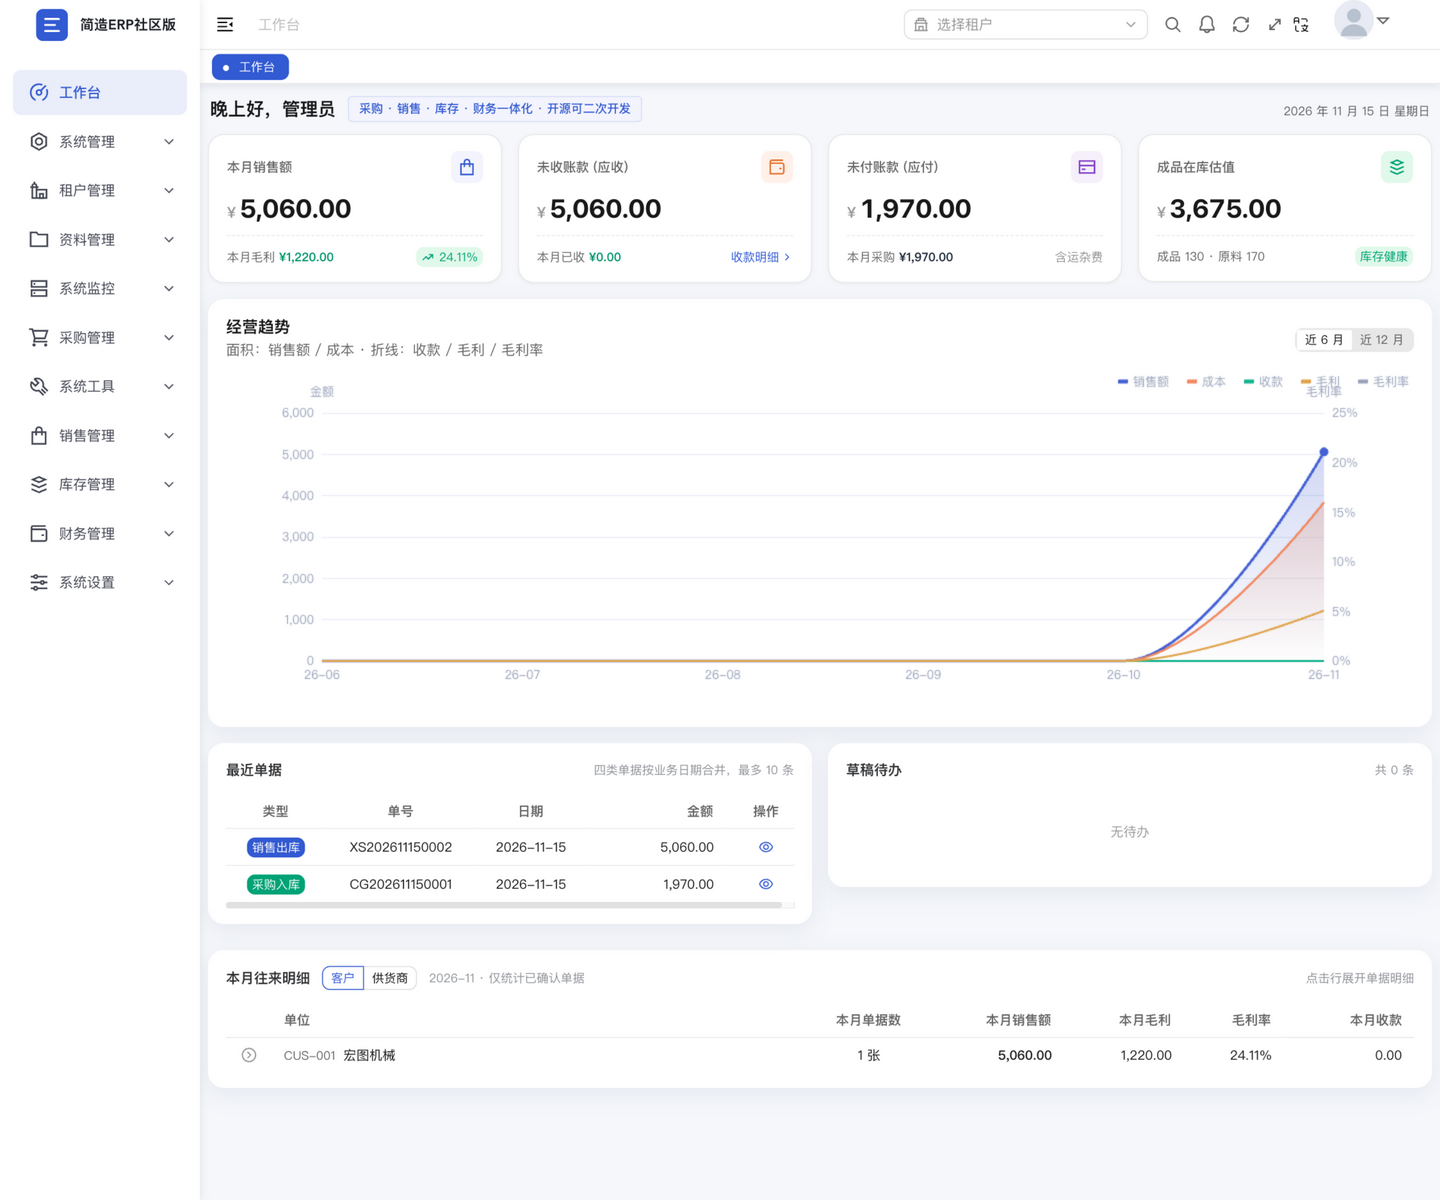 简造ERP社区版
工作台
选择租户
工作台
工作台
系统管理
租户管理
资料管理
系统监控
采购管理
系统工具
销售管理
库存管理
财务管理
系统设置
晚上好，管理员
采购 · 销售 · 库存 · 财务一体化 · 开源可二次开发
2026 年 11 月 15 日 星期日
本月销售额
¥ 5,060.00
本月毛利 ¥1,220.00
24.11%
未收账款 (应收)
¥ 5,060.00
本月已收 ¥0.00
收款明细
未付账款 (应付)
¥ 1,970.00
本月采购 ¥1,970.00
含运杂费
成品在库估值
¥ 3,675.00
成品 130 · 原料 170
库存健康
经营趋势
面积：销售额 / 成本 · 折线：收款 / 毛利 / 毛利率
近 6 月 近 12 月
销售额 成本 收款 毛利 毛利率
金额
毛利率
6,000
5,000
4,000
3,000
2,000
1,000
0
25%
20%
15%
10%
5%
0%
26-06 26-07 26-08 26-09 26-10 26-11
最近单据
四类单据按业务日期合并，最多 10 条
类型 单号 日期 金额 操作
销售出库 XS202611150002 2026-11-15 5,060.00
采购入库 CG202611150001 2026-11-15 1,970.00
草稿待办
共 0 条
无待办
本月往来明细 客户 供货商 2026-11 · 仅统计已确认单据
点击行展开单据明细
单位 本月单据数 本月销售额 本月毛利 毛利率 本月收款
CUS-001 宏图机械 1 张 5,060.00 1,220.00 24.11% 0.00